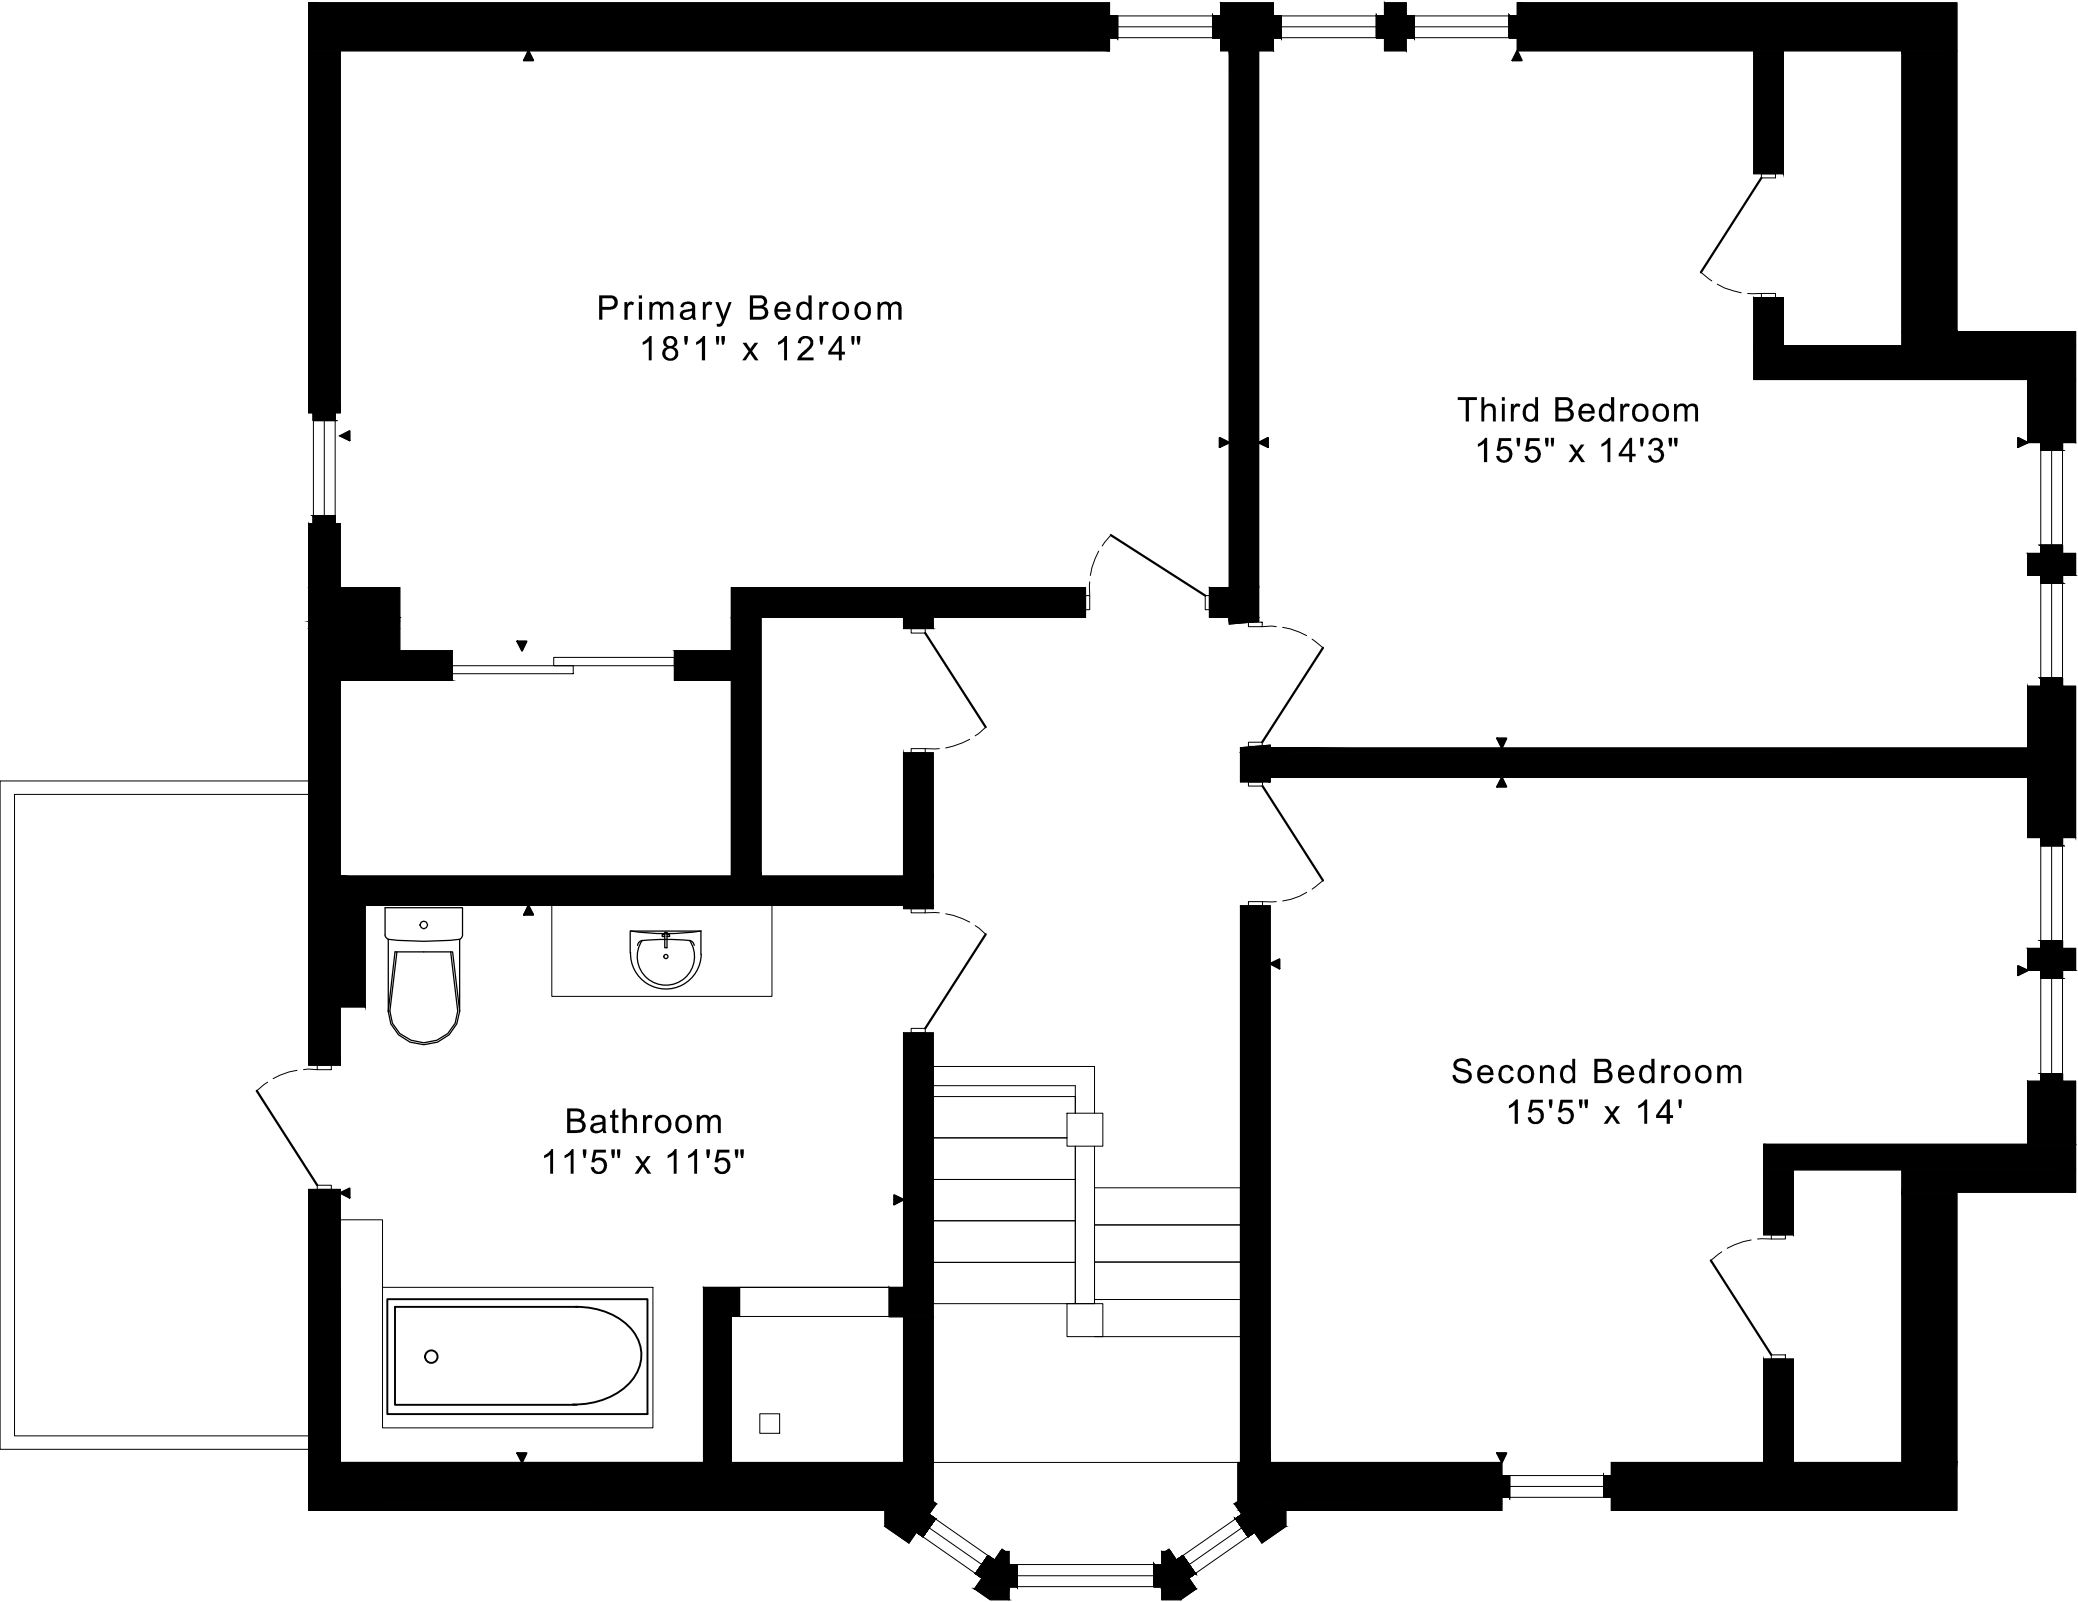 Primary Bedroom
18'1" x 12'4"
Third Bedroom
15'5" x 14'3"
Second Bedroom
15'5" x 14'
Bathroom
11'5" x 11'5"